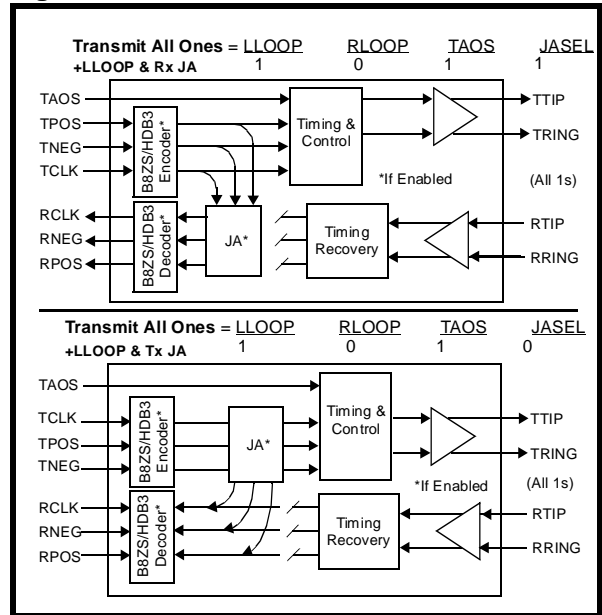 Transmit All Ones = LLOOP RLOOP TAOS JASEL
+LLOOP & Rx JA 1 0 1 1
TAOS
TPOS
TNEG
TCLK
B8ZS/HDB3
Encoder*
Timing &
Control
TTIP
TRING
*If Enabled
(All 1s)
RCLK
RNEG
RPOS
B8ZS/HDB3
Decoder*
JA*
Timing
Recovery
RTIP
RRING
Transmit All Ones = LLOOP RLOOP TAOS JASEL
+LLOOP & Tx JA 1 0 1 0
TAOS
TCLK
TPOS
TNEG
B8ZS/HDB3
Encoder*
JA*
Timing &
Control
TTIP
TRING
*If Enabled
(All 1s)
RCLK
RNEG
RPOS
B8ZS/HDB3
Decoder*
Timing
Recovery
RTIP
RRING